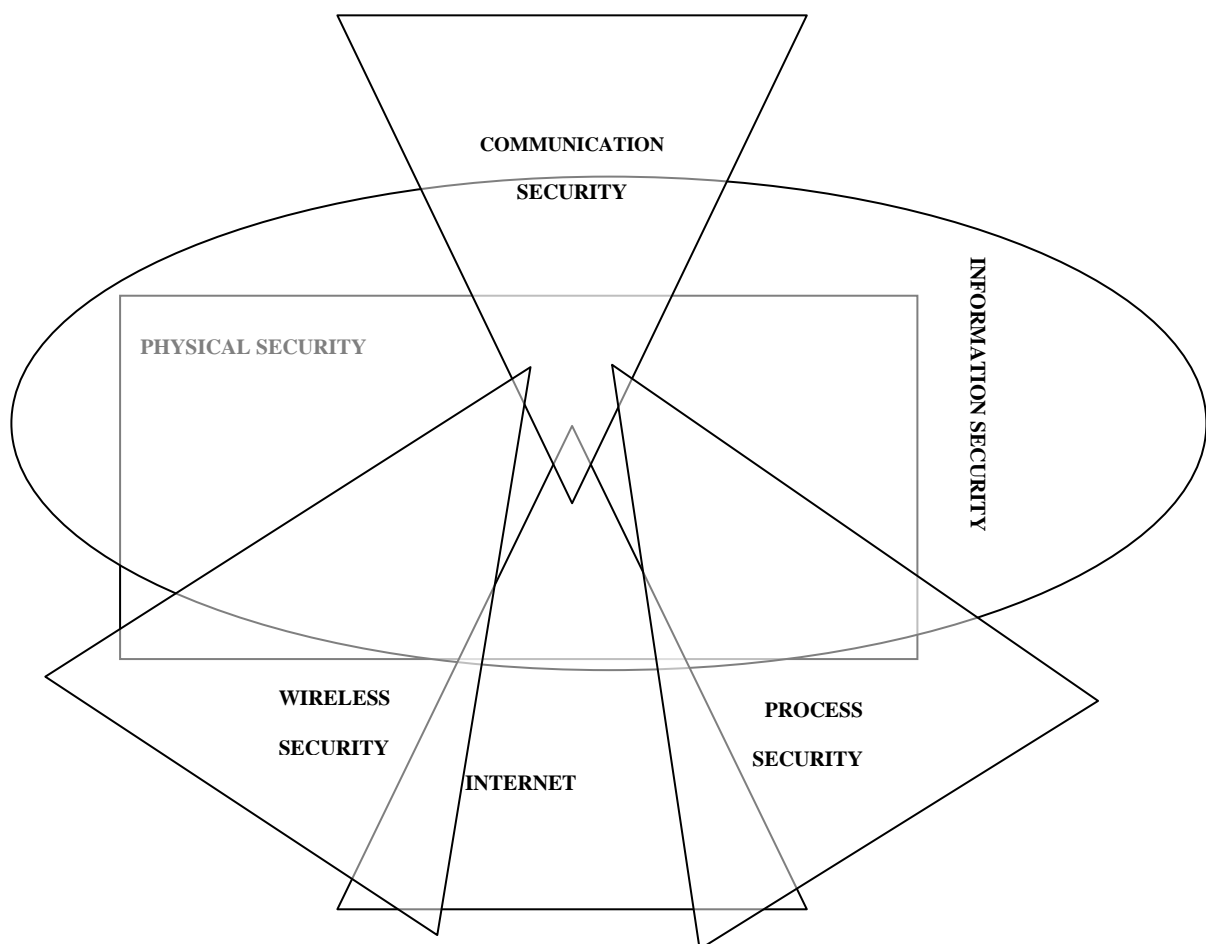 COMMUNICATION
SECURITY
INFORMATION SECURITY
PHYSICAL SECURITY
WIRELESS
SECURITY
PROCESS
SECURITY
INTERNET